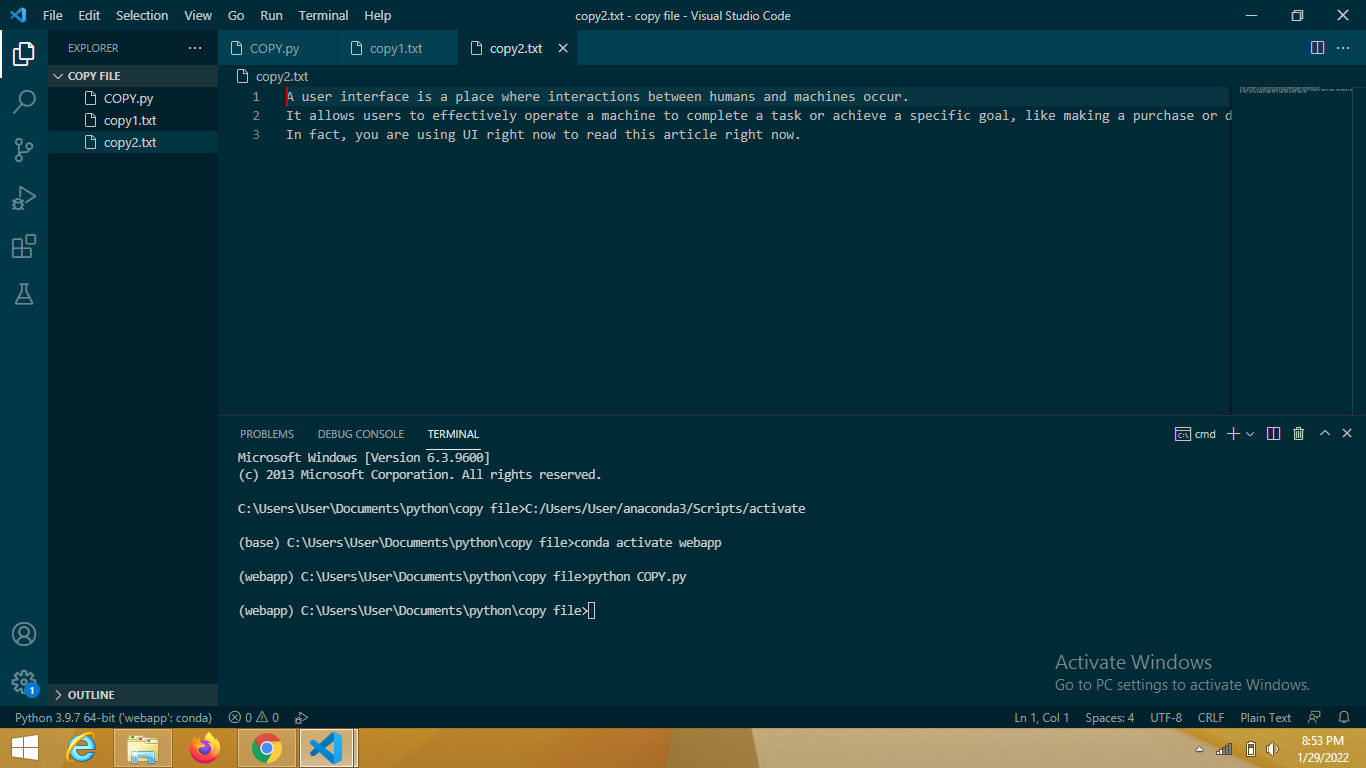 File Edit Selection View Go Run Terminal Help copy2.txt - copy file - Visual Studio Code
EXPLORER ... COPY.py copy1.txt copy2.txt
COPY FILE
COPY.py
copy1.txt
copy2.txt
copy2.txt
1 A user interface is a place where interactions between humans and machines occur.
2 It allows users to effectively operate a machine to complete a task or achieve a specific goal, like making a purchase or d
3 In fact, you are using UI right now to read this article right now.
PROBLEMS DEBUG CONSOLE TERMINAL cmd
Microsoft Windows [Version 6.3.9600]
(c) 2013 Microsoft Corporation. All rights reserved.
C:\Users\User\Documents\python\copy file>C:/Users/User/anaconda3/Scripts/activate
(base) C:\Users\User\Documents\python\copy file>conda activate webapp
(webapp) C:\Users\User\Documents\python\copy file>python COPY.py
(webapp) C:\Users\User\Documents\python\copy file>
Activate Windows
Go to PC settings to activate Windows.
1
OUTLINE
Python 3.9.7 64-bit ('webapp': conda) 0 0 Ln 1, Col 1 Spaces: 4 UTF-8 CRLF Plain Text
8:53 PM
1/29/2022